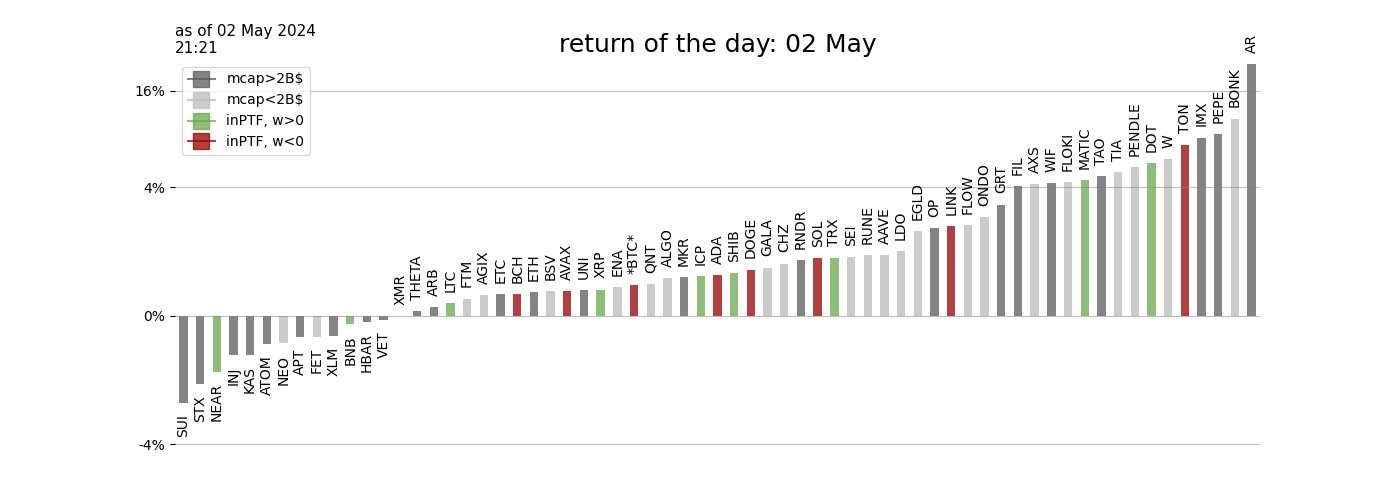 as of 02 May 2024
21:21
return of the day: 02 May
mcap>2B$
mcap<2B$
inPTF, w>0
inPTF, w<0
16%
4%
0%
-4%
SUI
STX
NEAR
INJ
KAS
ATOM
NEO
APT
FET
XLM
BNB
HBAR
VET
XMR
THETA
ARB
LTC
FTM
AGIX
ETC
BCH
ETH
BSV
AVAX
UNI
XRP
ENA
*BTC*
QNT
ALGO
MKR
ICP
ADA
SHIB
DOGE
GALA
CHZ
RNDR
SOL
TRX
SEI
RUNE
AAVE
LDO
EGLD
OP
LINK
FLOW
ONDO
GRT
FIL
AXS
WIF
FLOKI
MATIC
TAO
TIA
PENDLE
DOT
W
TON
IMX
PEPE
BONK
AR